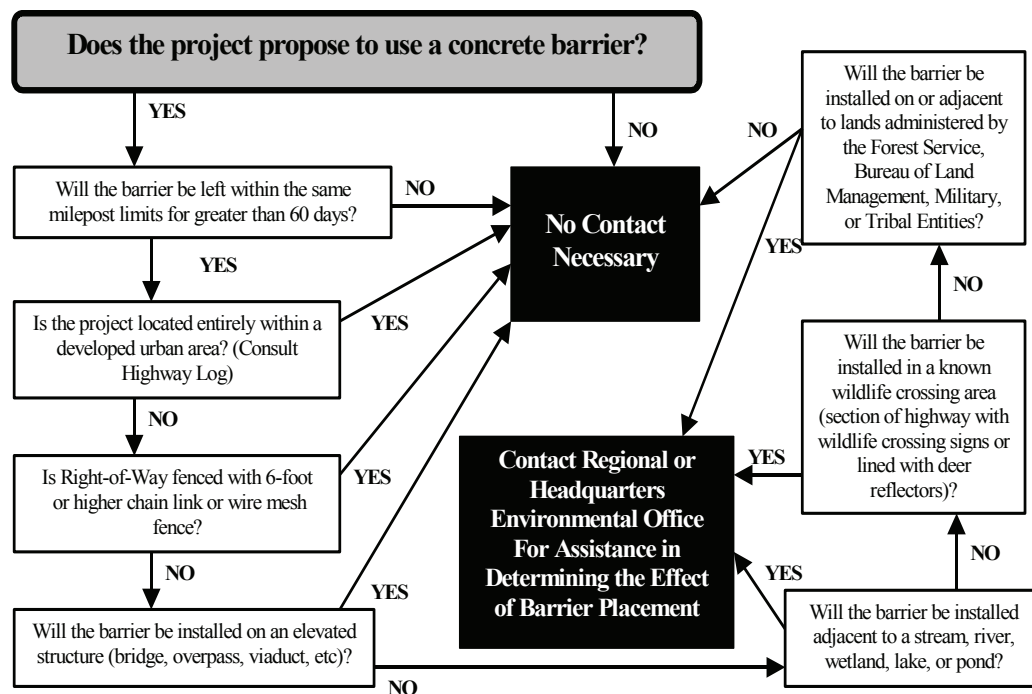 Does the project propose to use a concrete barrier?
YES
NO
Will the barrier be left within the same
milepost limits for greater than 60 days?
NO
YES
Is the project located entirely within a
developed urban area? (Consult
Highway Log)
YES
NO
Is Right-of-Way fenced with 6-foot
or higher chain link or wire mesh
fence?
YES
NO
Will the barrier be installed on an elevated
structure (bridge, overpass, viaduct, etc)?
YES
NO
No Contact
Necessary
Contact Regional or
Headquarters
Environmental Office
For Assistance in
Determining the Effect
of Barrier Placement
Will the barrier be
installed on or adjacent
to lands administered by
the Forest Service,
Bureau of Land
Management, Military,
or Tribal Entities?
NO
YES
NO
Will the barrier be
installed in a known
wildlife crossing area
(section of highway with
wildlife crossing signs or
lined with deer
reflectors)?
YES
NO
Will the barrier be installed
adjacent to a stream, river,
wetland, lake, or pond?
YES